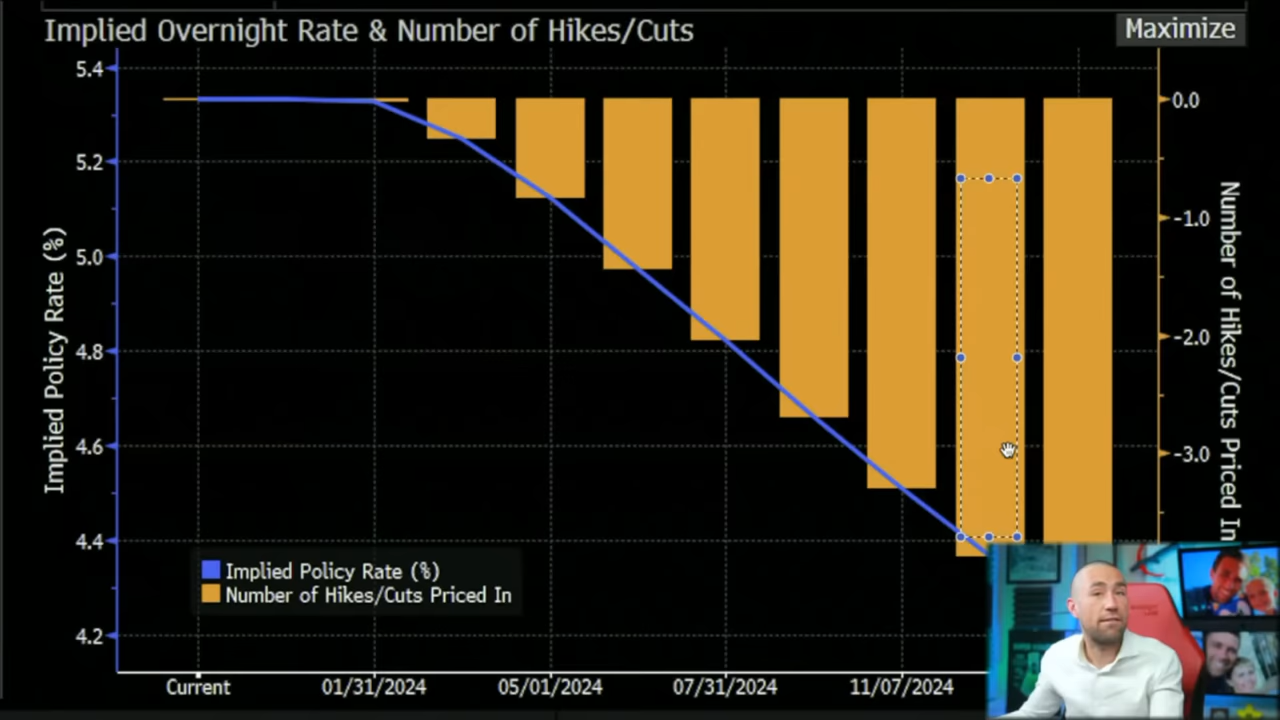 Implied Overnight Rate & Number of Hikes/Cuts
Maximize
5.4
5.2
5.0
4.8
4.6
4.4
4.2
Implied Policy Rate (%)
0.0
-1.0
-2.0
-3.0
Number of Hikes/Cuts Priced In
Implied Policy Rate (%)
Number of Hikes/Cuts Priced In
Current
01/31/2024
05/01/2024
07/31/2024
11/07/2024